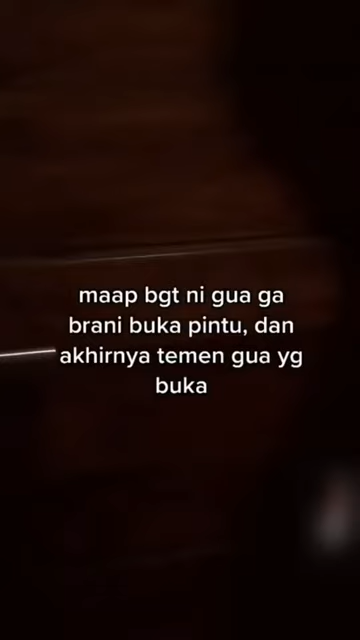 maap bgt ni gua ga
brani buka pintu, dan
akhirnya temen gua yg
buka